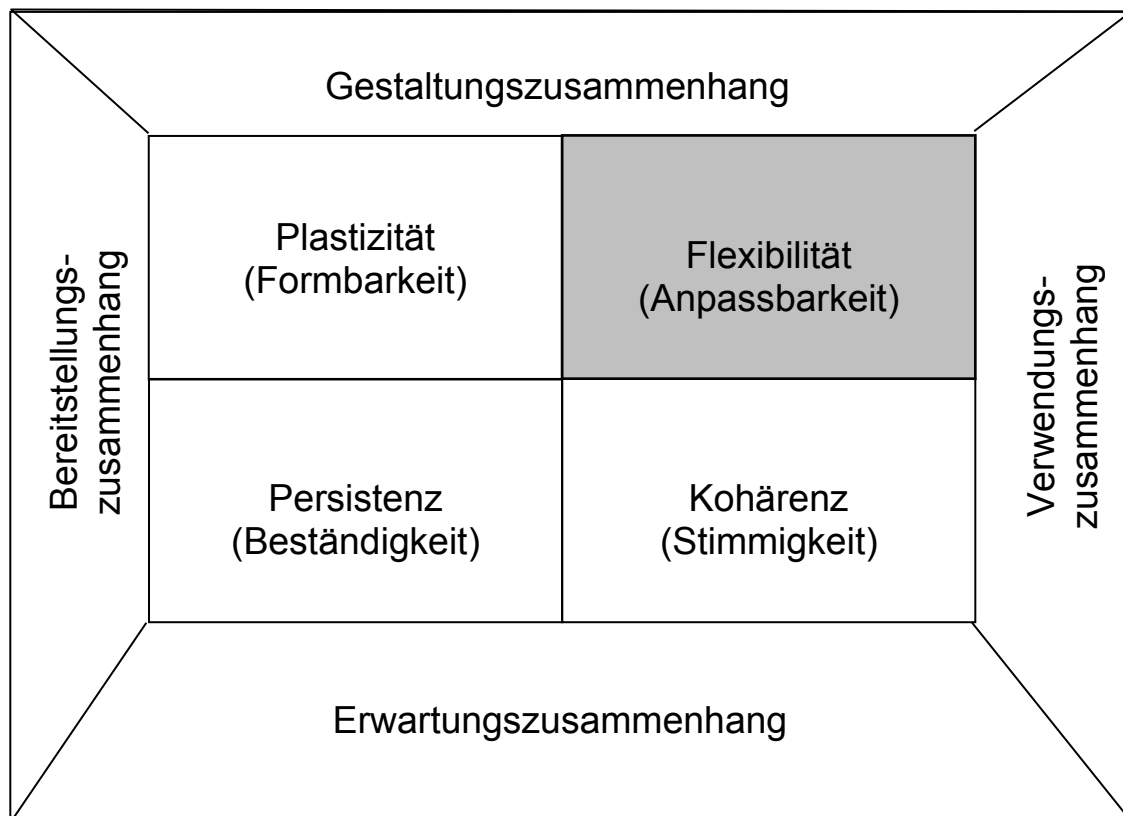 Gestaltungszusammenhang
Bereitstellungs-
zusammenhang
Plastizität
(Formbarkeit)
Flexibilität
(Anpassbarkeit)
Verwendungs-
zusammenhang
Persistenz
(Beständigkeit)
Kohärenz
(Stimmigkeit)
Erwartungszusammenhang